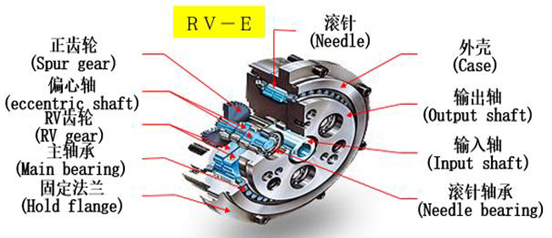 RV-E
正齿轮
(Spur gear)
偏心轴
(eccentric shaft)
RV齿轮
(RV gear)
主轴承
(Main bearing)
固定法兰
(Hold flange)
滚针
(Needle)
外壳
(Case)
输出轴
(Output shaft)
输入轴
(Input shaft)
滚针轴承
(Needle bearing)